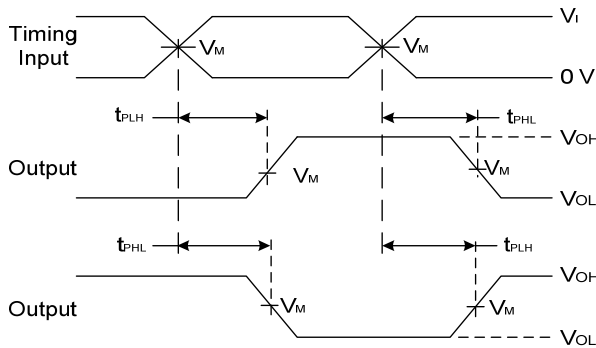 Timing
Input
VM
VM
VI
0 V
tPLH
tPHL
Output
VM
VM
VOH
VOL
tPHL
tPLH
Output
VM
VM
VOH
VOL